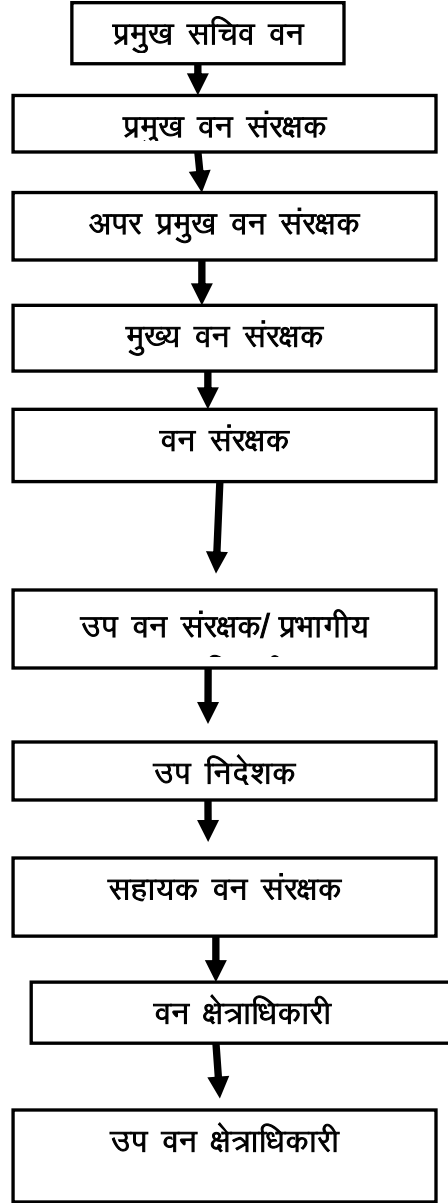 प्रमुख सचिव वन
प्रमुख वन संरक्षक
अपर प्रमुख वन संरक्षक
मुख्य वन संरक्षक
वन संरक्षक
उप वन संरक्षक/ प्रभागीय
उप निदेशक
सहायक वन संरक्षक
वन क्षेत्राधिकारी
उप वन क्षेत्राधिकारी